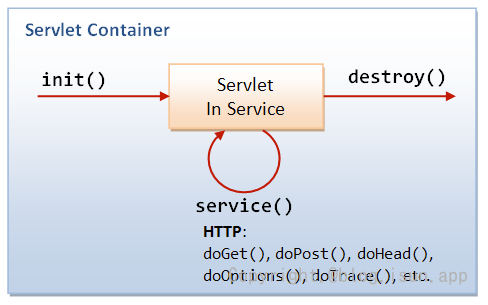 Servlet Container
init()
Servlet
In Service
destroy()
service()
HTTP:
doGet(), doPost(), doHead(),
doOptions(), doTrace(), etc.